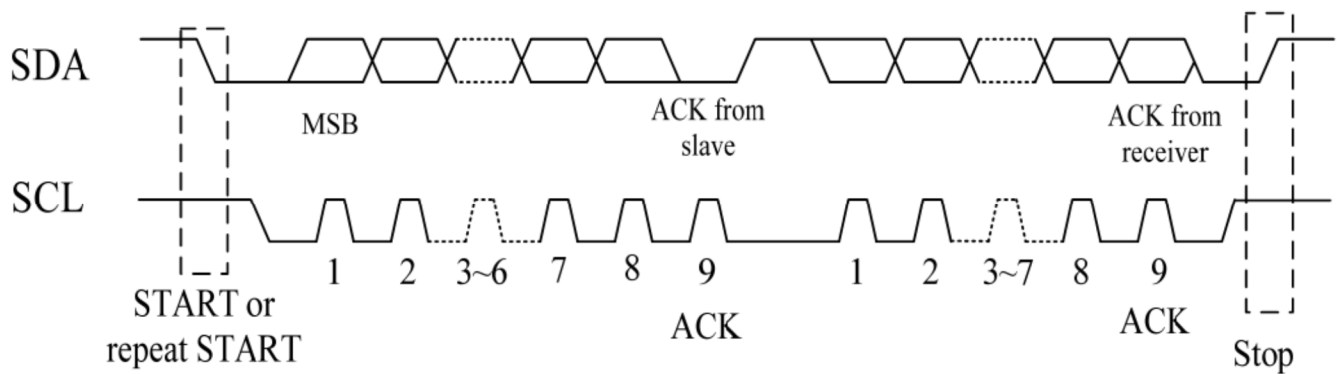 SDA
MSB
ACK from
slave
ACK from
receiver
SCL
1 2 3~6 7 8 9 1 2 3~7 8 9
START or
repeat START
ACK
ACK
Stop